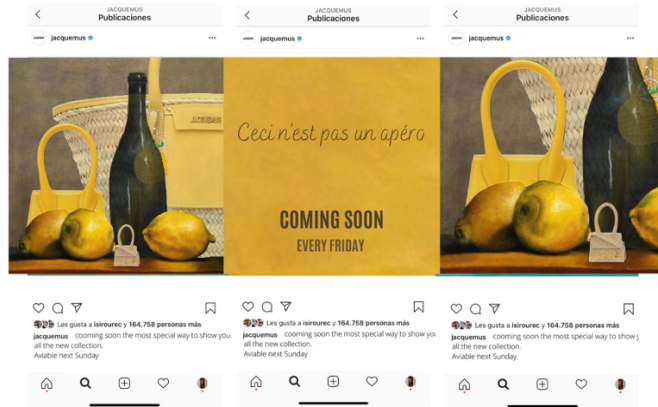 JACQUEMUS
Publicaciones
jacquemus
JACQUEMUS
Les gusta a isirourec y 164.758 personas más
jacquemus cooming soon the most special way to show you
all the new collection.
Aviable next Sunday
JACQUEMUS
Publicaciones
jacquemus
Ceci n'est pas un apéro
COMING SOON
EVERY FRIDAY
Les gusta a isirourec y 164.758 personas más
jacquemus cooming soon the most special way to show you
all the new collection.
Aviable next Sunday
JACQUEMUS
Publicaciones
jacquemus
Les gusta a isirourec y 164.758 personas más
jacquemus cooming soon the most special way to show y
all the new collection.
Aviable next Sunday